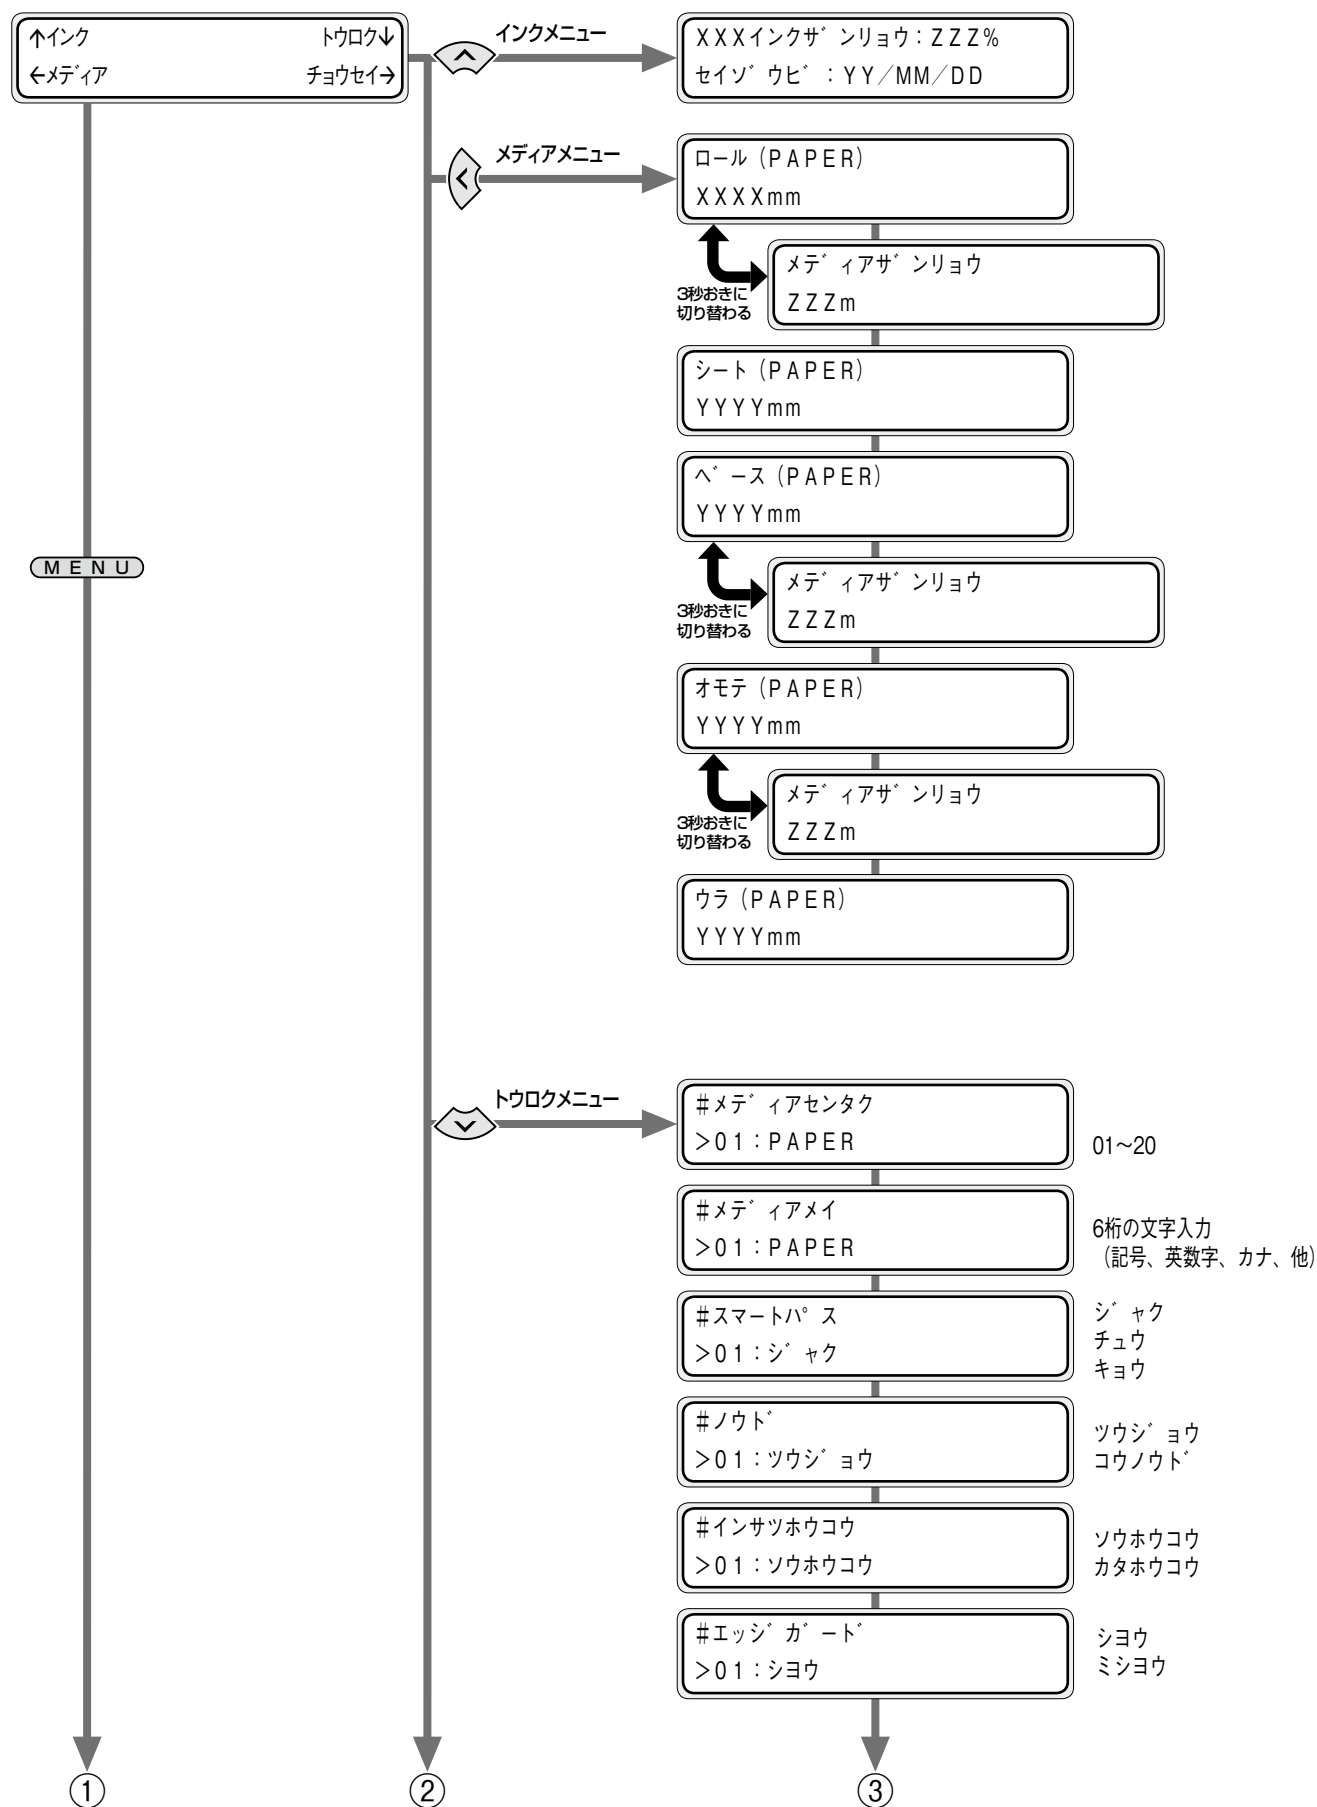 ↑インク トウロク↓
←メディア チョウセイ→
インクメニュー
XXXインクザンリョウ：ZZZ%
セイゾウビ：YY／MM／DD
メディアメニュー
ロール（PAPER）
XXXXmm
メディアザンリョウ
ZZZm
3秒おきに
切り替わる
シート（PAPER）
YYYYmm
ベース（PAPER）
YYYYmm
MENU
メディアザンリョウ
ZZZm
3秒おきに
切り替わる
オモテ（PAPER）
YYYYmm
メディアザンリョウ
ZZZm
3秒おきに
切り替わる
ウラ（PAPER）
YYYYmm
トウロクメニュー
#メディアセンタク
>01：PAPER
01～20
#メディアメイ
>01：PAPER
6桁の文字入力
（記号、英数字、カナ、他）
#スマートパス
>01：ジャク
ジャク
チュウ
キョウ
#ノウド
>01：ツウジョウ
ツウジョウ
コウノウド
#インサツホウコウ
>01：ソウホウコウ
ソウホウコウ
カタホウコウ
#エッジガード
>01：シヨウ
シヨウ
ミシヨウ
① ② ③